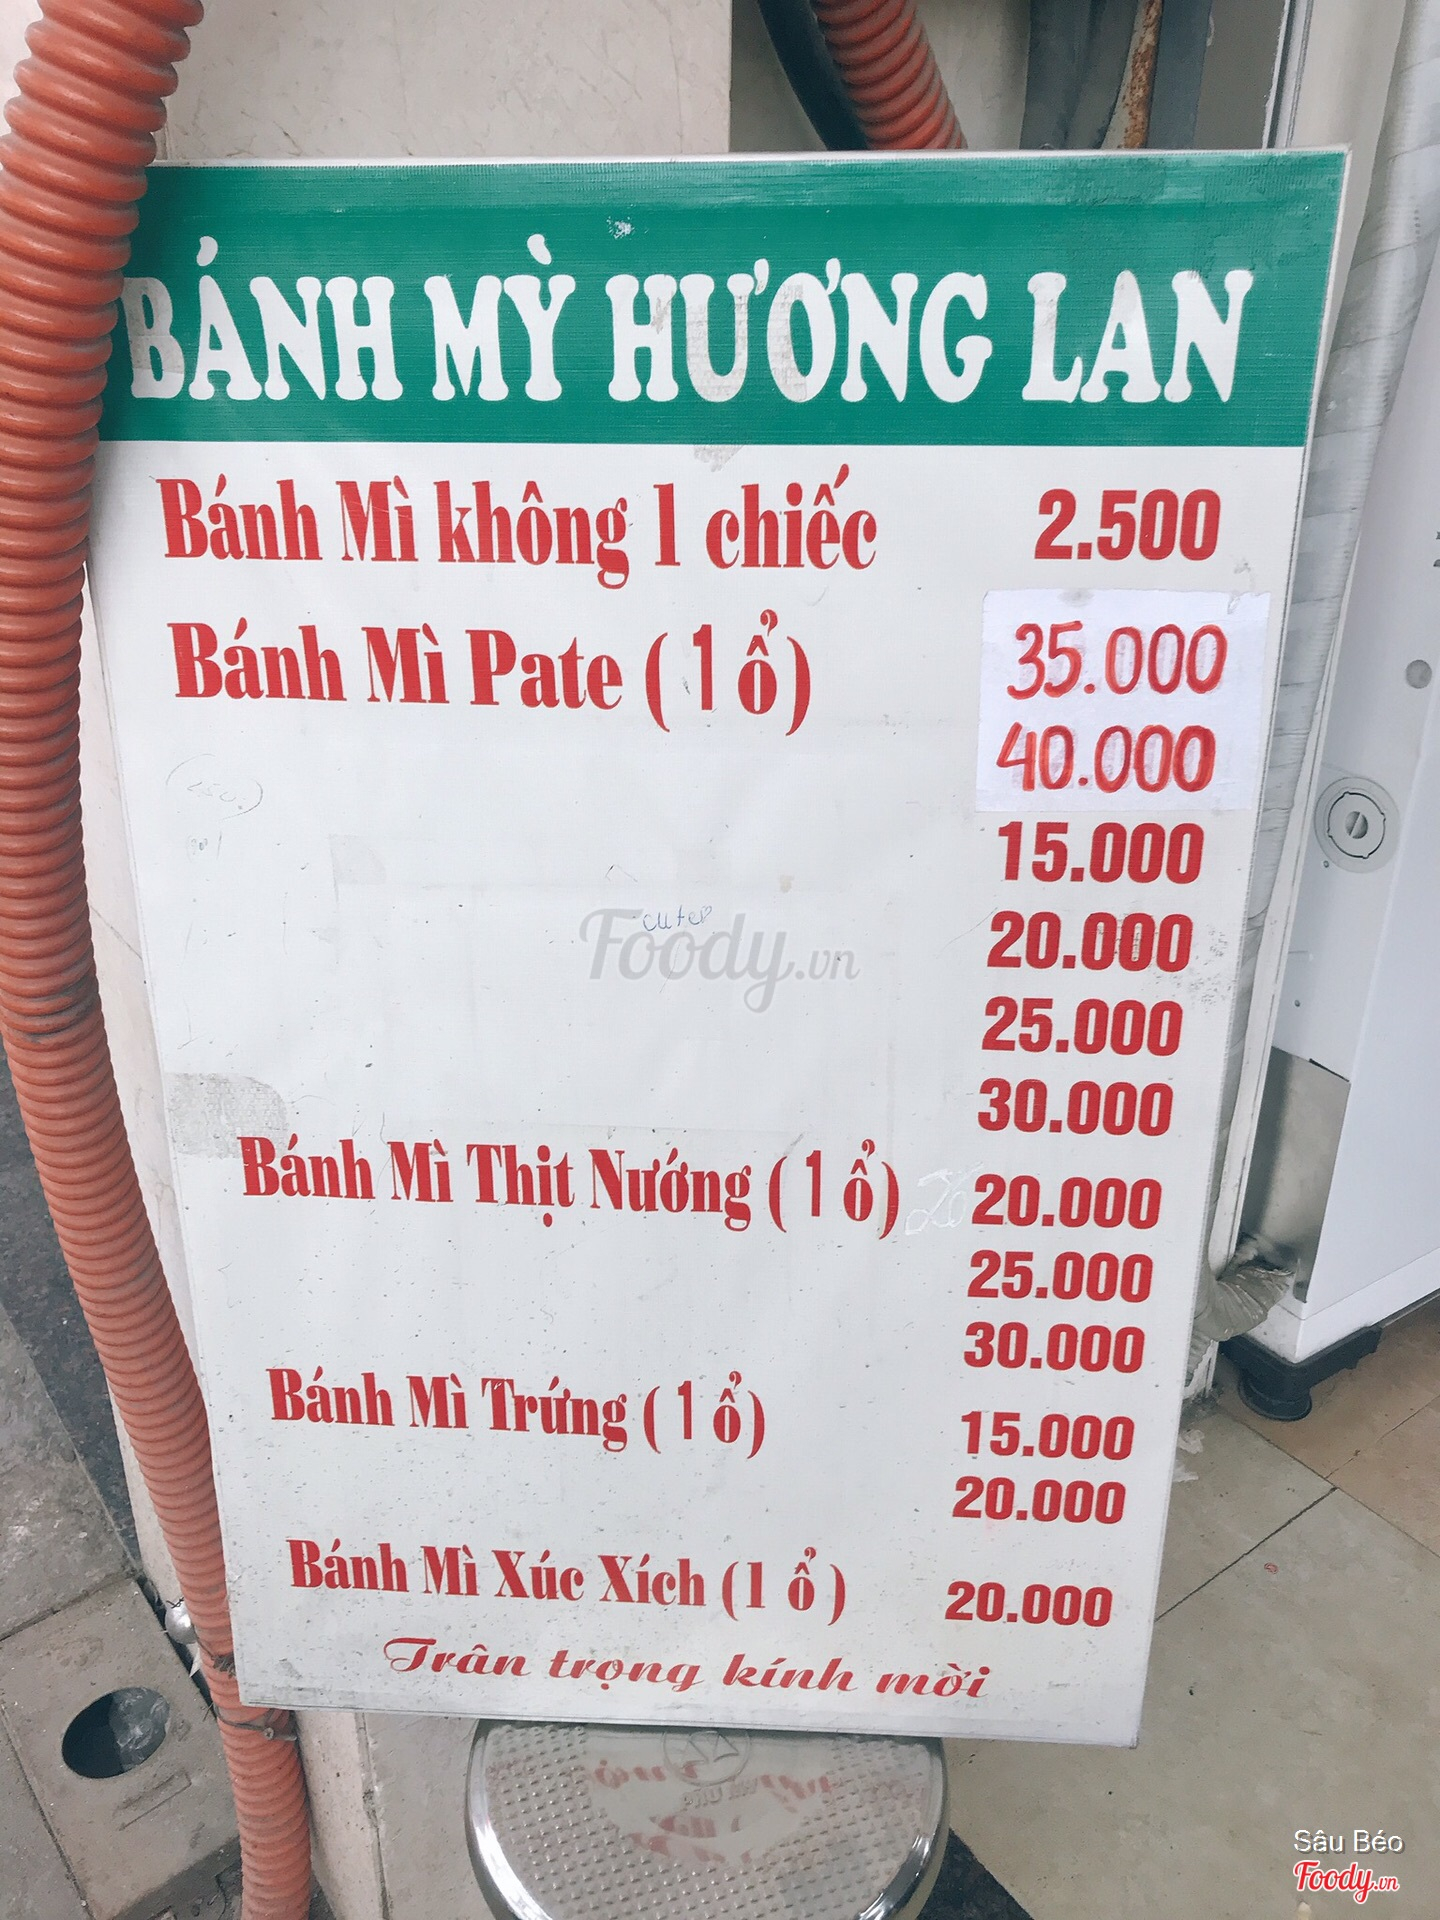 BÁNH MỲ HƯƠNG LAN
Bánh Mì không 1 chiếc 2.500
Bánh Mì Pate (1 ổ) 35.000
40.000
15.000
20.000
25.000
30.000
Bánh Mì Thịt Nướng (1 ổ) 20.000
25.000
30.000
Bánh Mì Trứng (1 ổ) 15.000
20.000
Bánh Mì Xúc Xích (1 ổ) 20.000
Trân trọng kính mời
Foody.vn
Sâu Béo
Foody.vn